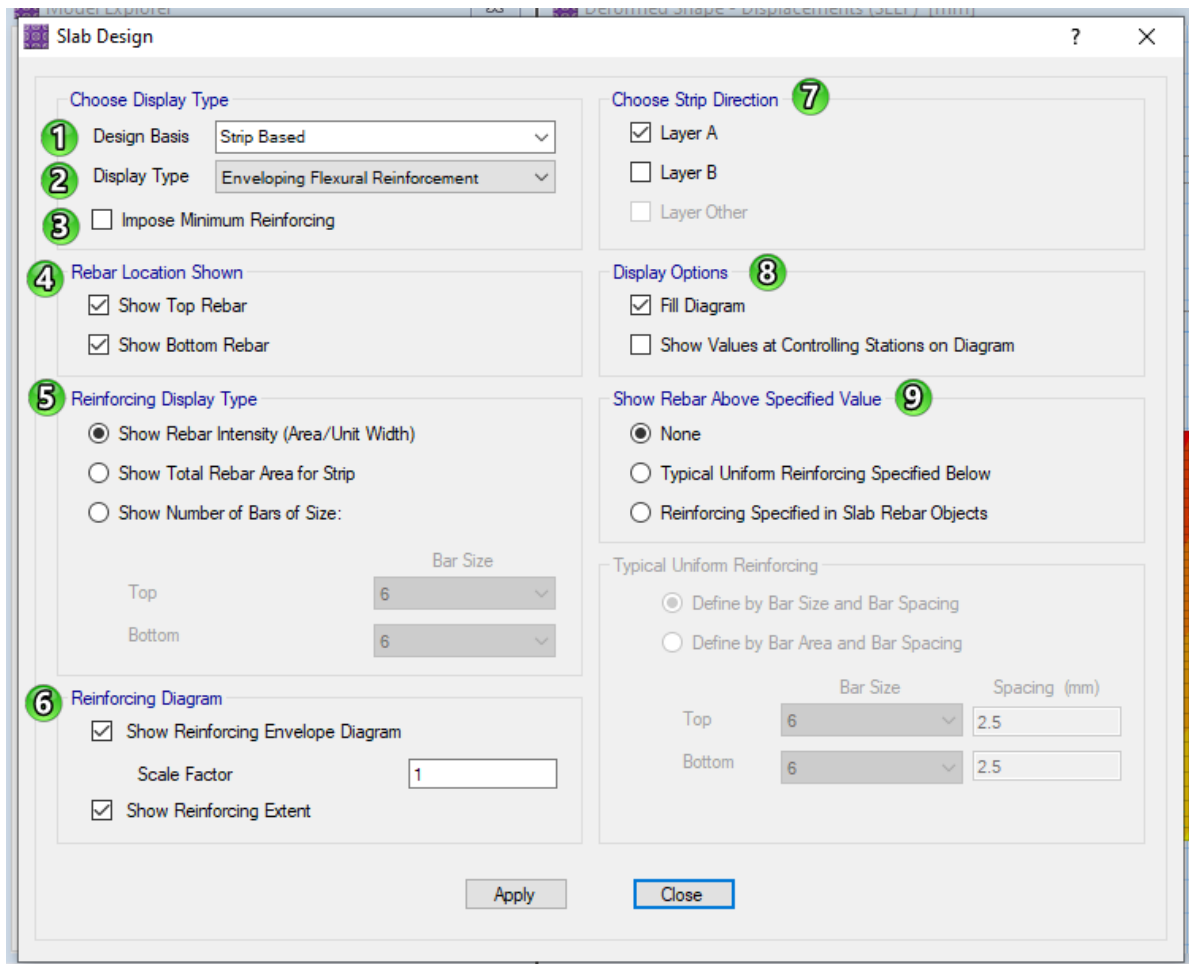 Model Explorer
Deformed Shape - Displacements (SELF) [mm]
Slab Design
?
Choose Display Type
1 Design Basis Strip Based
2 Display Type Enveloping Flexural Reinforcement
3 Impose Minimum Reinforcing
4 Rebar Location Shown
Show Top Rebar
Show Bottom Rebar
5 Reinforcing Display Type
Show Rebar Intensity (Area/Unit Width)
Show Total Rebar Area for Strip
Show Number of Bars of Size:
Bar Size
Top 6
Bottom 6
6 Reinforcing Diagram
Show Reinforcing Envelope Diagram
Scale Factor 1
Show Reinforcing Extent
Choose Strip Direction 7
Layer A
Layer B
Layer Other
Display Options 8
Fill Diagram
Show Values at Controlling Stations on Diagram
Show Rebar Above Specified Value 9
None
Typical Uniform Reinforcing Specified Below
Reinforcing Specified in Slab Rebar Objects
Typical Uniform Reinforcing
Define by Bar Size and Bar Spacing
Define by Bar Area and Bar Spacing
Bar Size Spacing (mm)
Top 6 2.5
Bottom 6 2.5
Apply Close